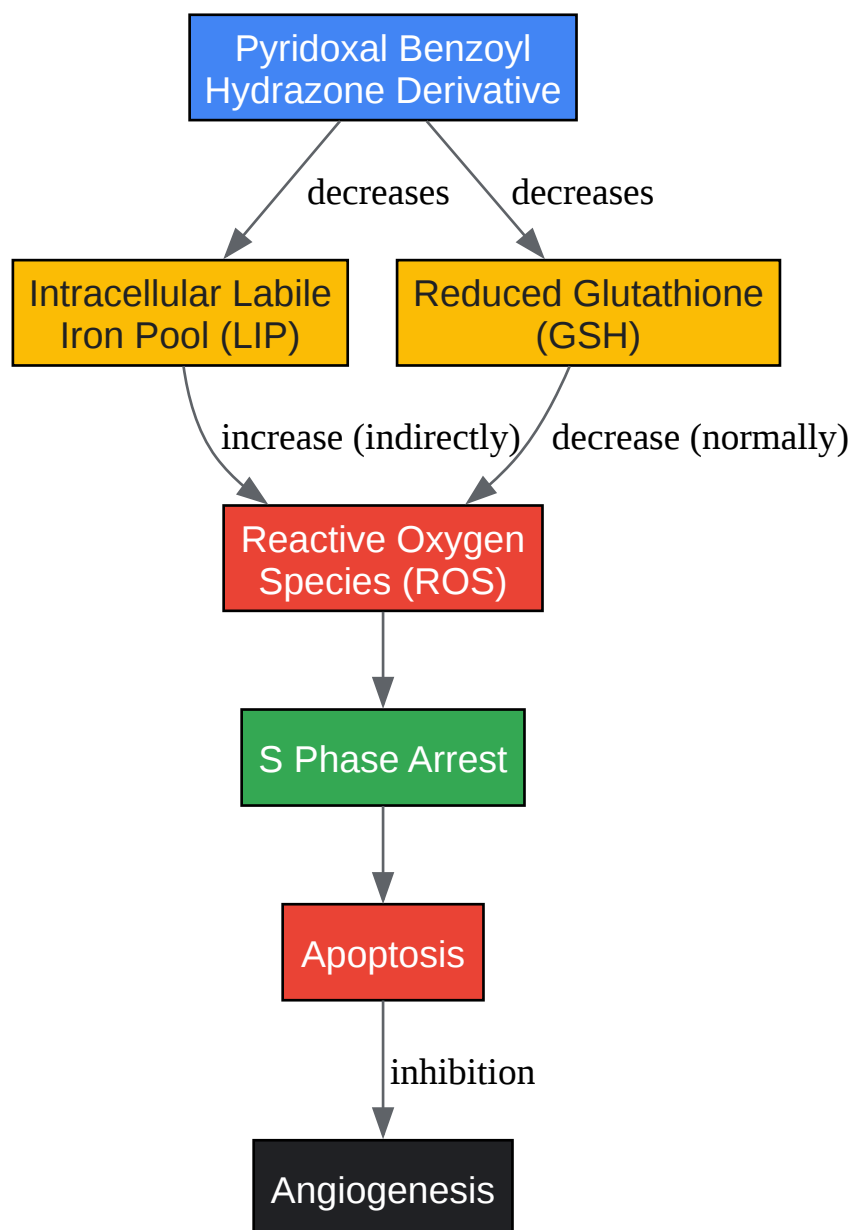 Pyridoxal Benzoyl
Hydrazone Derivative
decreases
decreases
Intracellular Labile
Iron Pool (LIP)
Reduced Glutathione
(GSH)
increase (indirectly)
decrease (normally)
Reactive Oxygen
Species (ROS)
S Phase Arrest
Apoptosis
inhibition
Angiogenesis